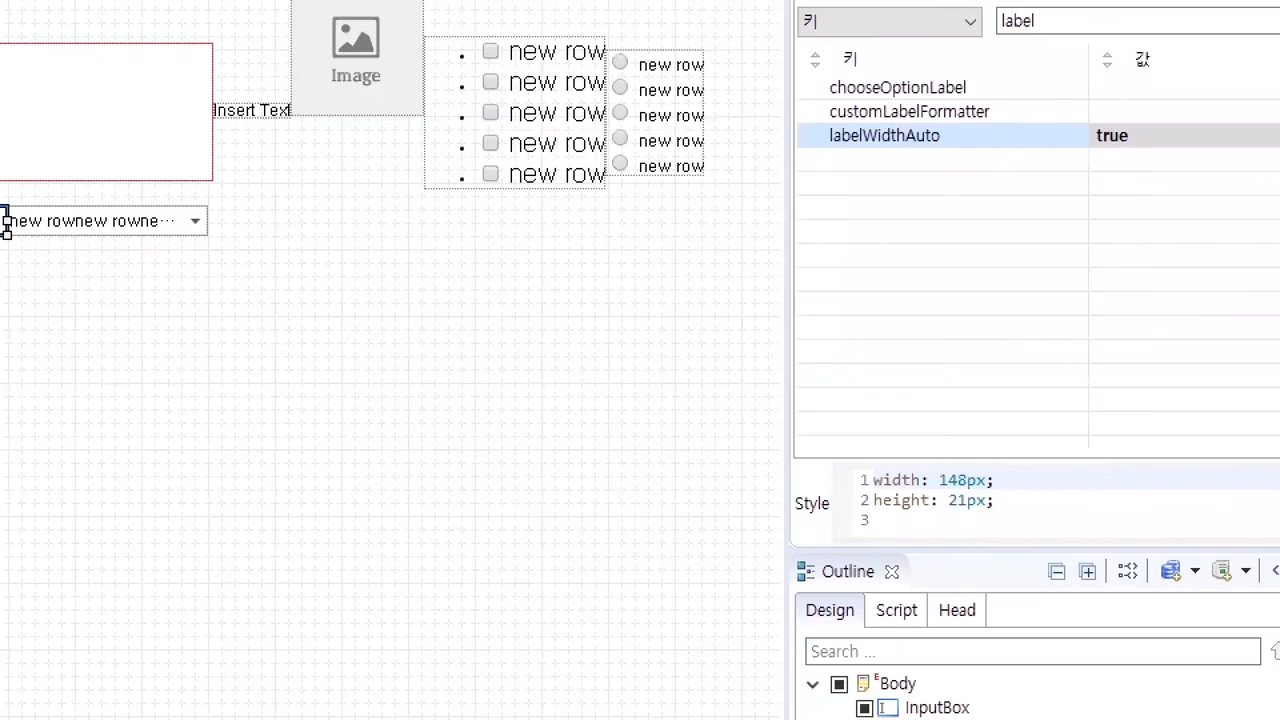 Insert Text
Image
new row
new row
new row
new row
new row
new row
new row
new row
new row
new row
new rownew rowne···
키
label
키
값
chooseOptionLabel
customLabelFormatter
labelWidthAuto
true
Style
1 width: 148px;
2 height: 21px;
3
Outline
Design
Script
Head
Search ...
E Body
InputBox